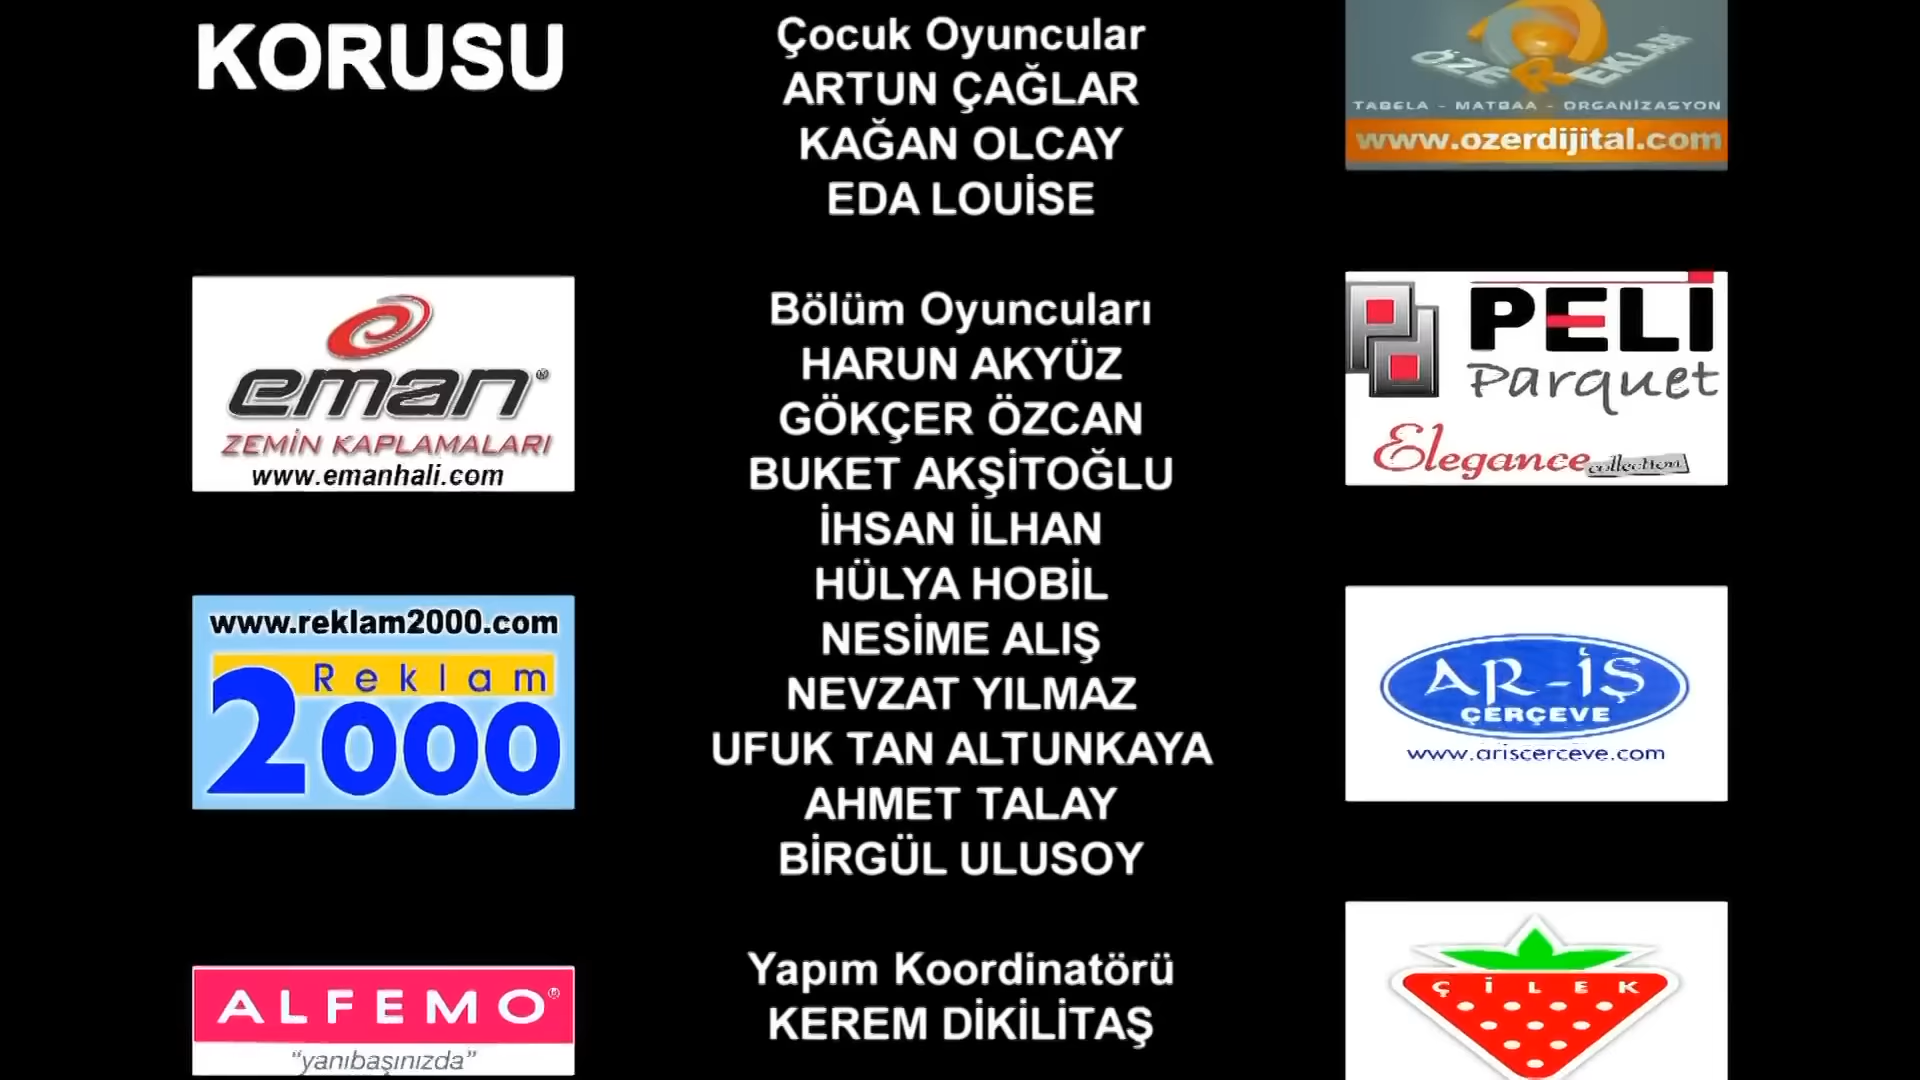 KORUSU
eman®
ZEMİN KAPLAMALARI
www.emanhali.com
www.reklam2000.com
Reklam
2000
ALFEMO®
“yanıbaşınızda”
Çocuk Oyuncular
ARTUN ÇAĞLAR
KAĞAN OLCAY
EDA LOUİSE
Bölüm Oyuncuları
HARUN AKYÜZ
GÖKÇER ÖZCAN
BUKET AKŞİTOĞLU
İHSAN İLHAN
HÜLYA HOBİL
NESİME ALIŞ
NEVZAT YILMAZ
UFUK TAN ALTUNKAYA
AHMET TALAY
BİRGÜL ULUSOY
Yapım Koordinatörü
KEREM DİKİLİTAŞ
ÖZER REKLAM
TABELA - MATBAA - ORGANİZASYON
www.ozerdijital.com
PELİ
Parquet
Elegance collection
AR-İŞ
ÇERÇEVE
www.ariscerceve.com
ÇİLEK